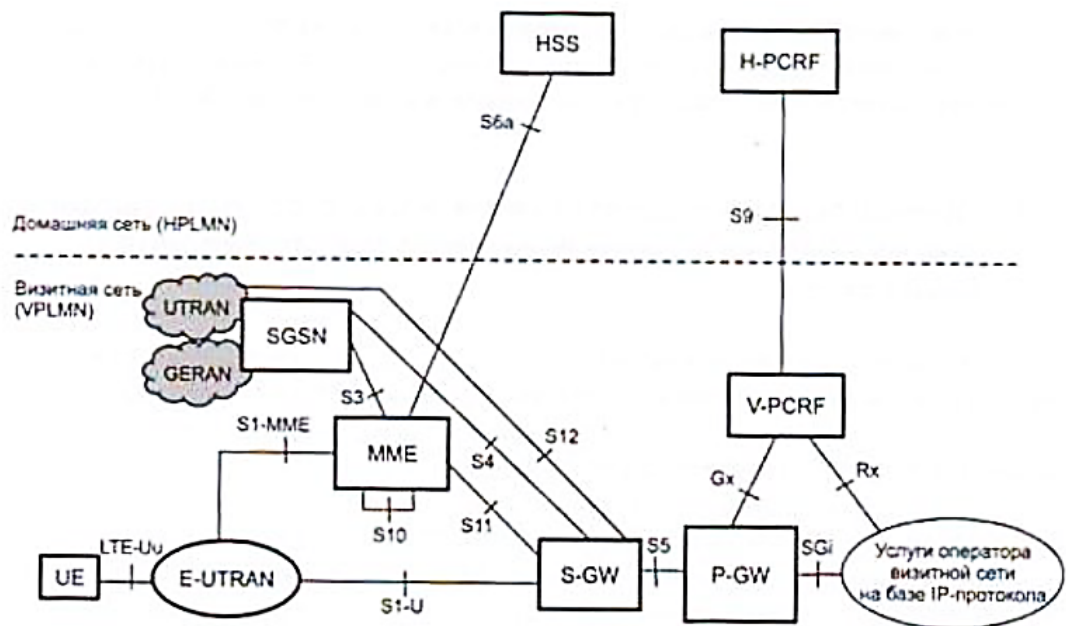 HSS
H-PCRF
S6a
S9
Домашняя сеть (HPLMN)
Визитная сеть
(VPLMN)
UTRAN
SGSN
GERAN
S3
V-PCRF
S1-MME
MME
S4
S12
Gx
Rx
S10
S11
LTE-Uu
UE
E-UTRAN
S1-U
S-GW
S5
P-GW
SGi
Услуги оператора
визитной сети
на базе IP-протокола